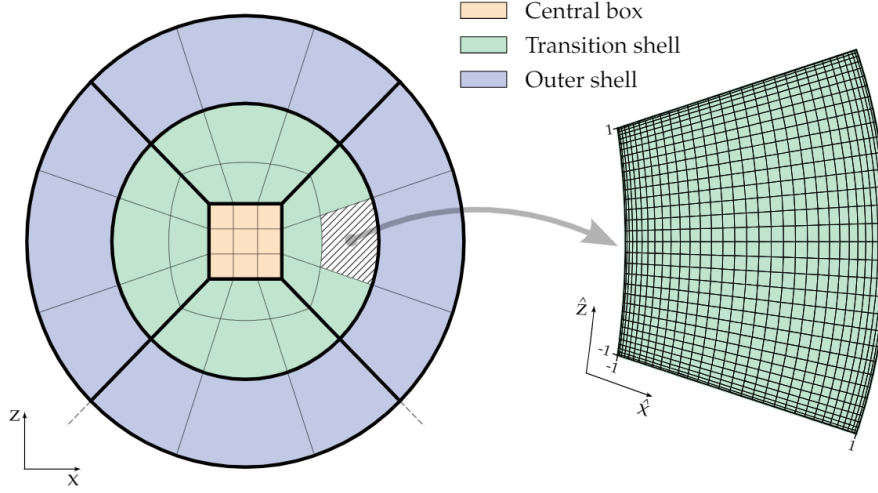 Central box
Transition shell
Outer shell
1
ẑ
-1
-1
x̂
1
z
x